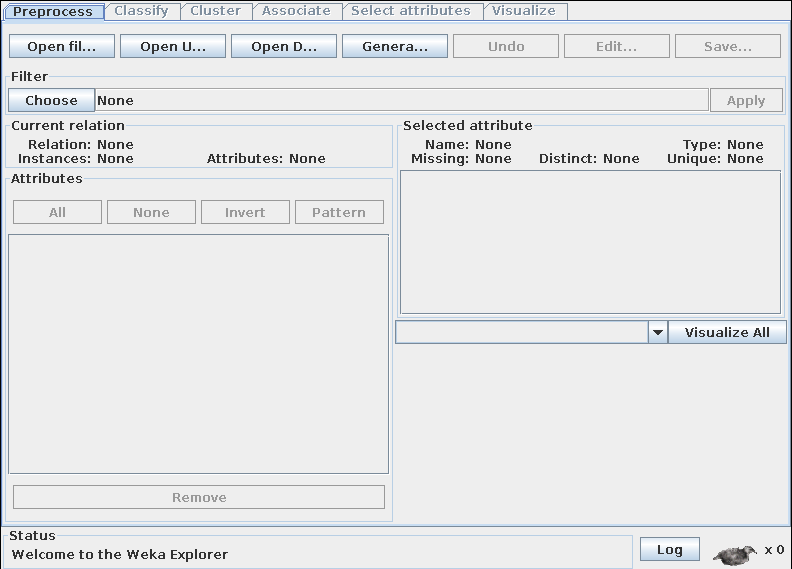 Preprocess Classify Cluster Associate Select attributes Visualize
Open fil... Open U... Open D... Genera... Undo Edit... Save...
Filter
Choose None Apply
Current relation
Relation: None
Instances: None Attributes: None
Selected attribute
Name: None Type: None
Missing: None Distinct: None Unique: None
Attributes
All None Invert Pattern
Visualize All
Remove
Status
Welcome to the Weka Explorer
Log x 0